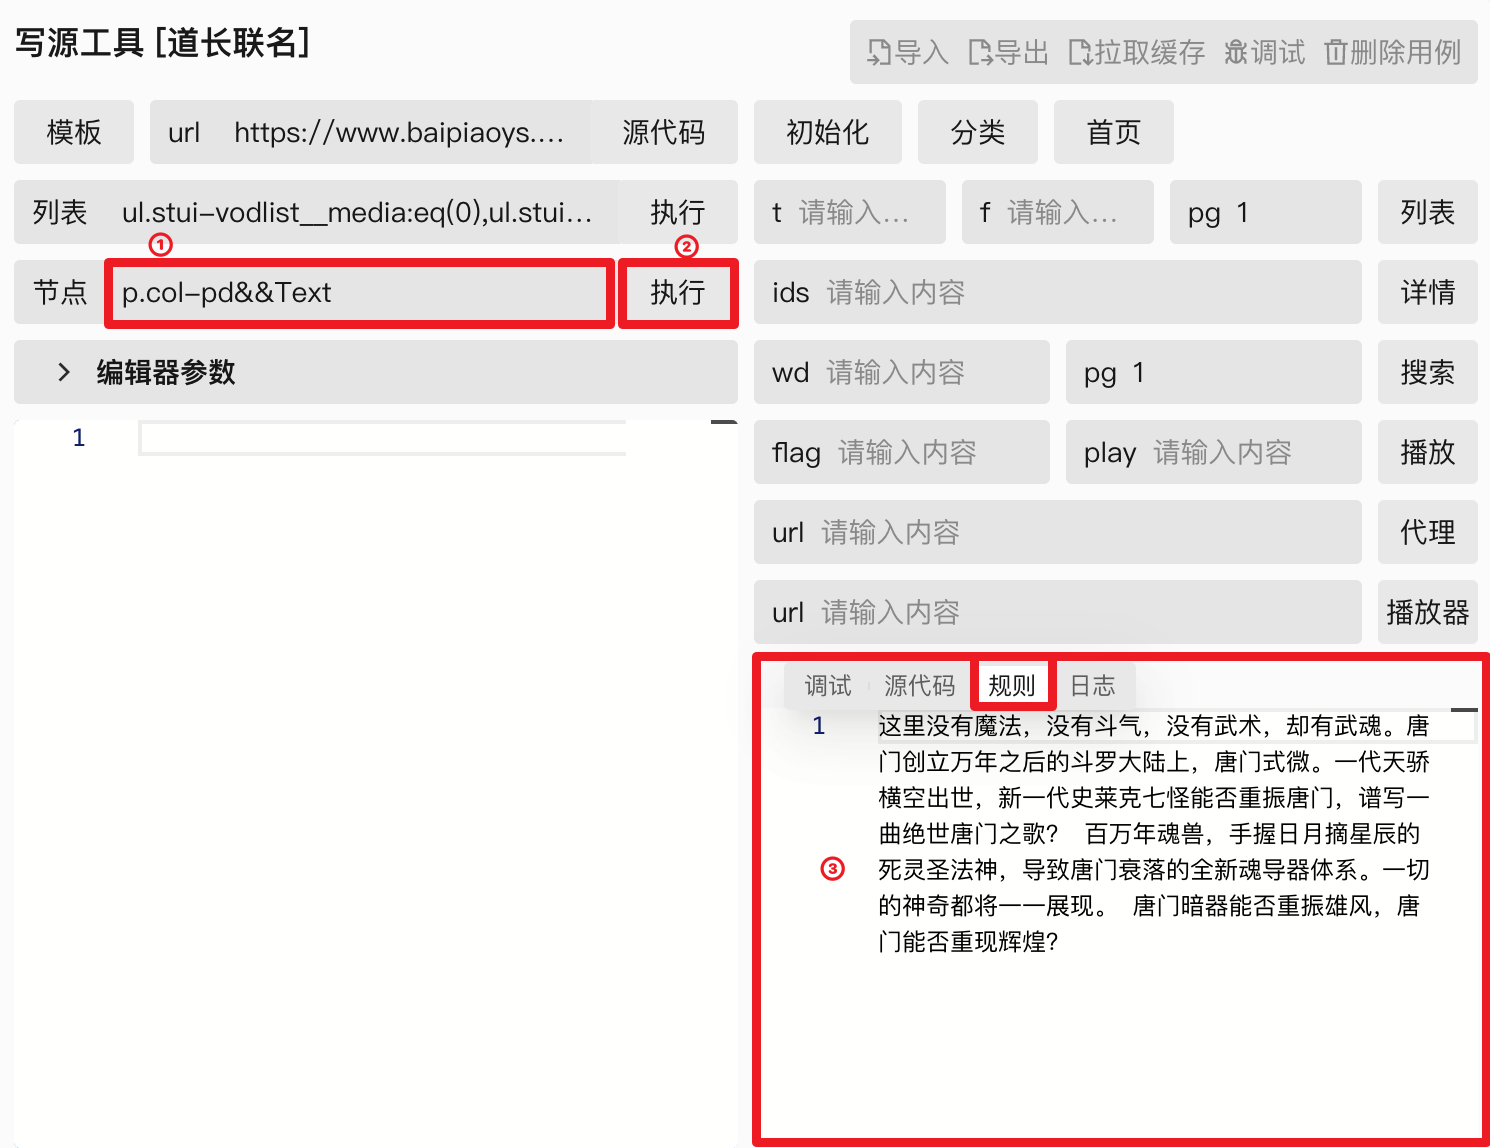 写源工具 [道长联名]
导入 导出 拉取缓存 调试 删除用例
模板 url https://www.baipiaoys.... 源代码 初始化 分类 首页
列表 ul.stui-vodlist__media:eq(0),ul.stui... 执行 t 请输入... f 请输入... pg 1 列表
① ②
节点 p.col-pd&&Text 执行 ids 请输入内容 详情
编辑器参数 wd 请输入内容 pg 1 搜索
1 flag 请输入内容 play 请输入内容 播放
url 请输入内容 代理
url 请输入内容 播放器
调试 源代码 规则 日志
1 这里没有魔法，没有斗气，没有武术，却有武魂。唐
门创立万年之后的斗罗大陆上，唐门式微。一代天骄
横空出世，新一代史莱克七怪能否重振唐门，谱写一
曲绝世唐门之歌？ 百万年魂兽，手握日月摘星辰的
③ 死灵圣法神，导致唐门衰落的全新魂导器体系。一切
的神奇都将一一展现。 唐门暗器能否重振雄风，唐
门能否重现辉煌？